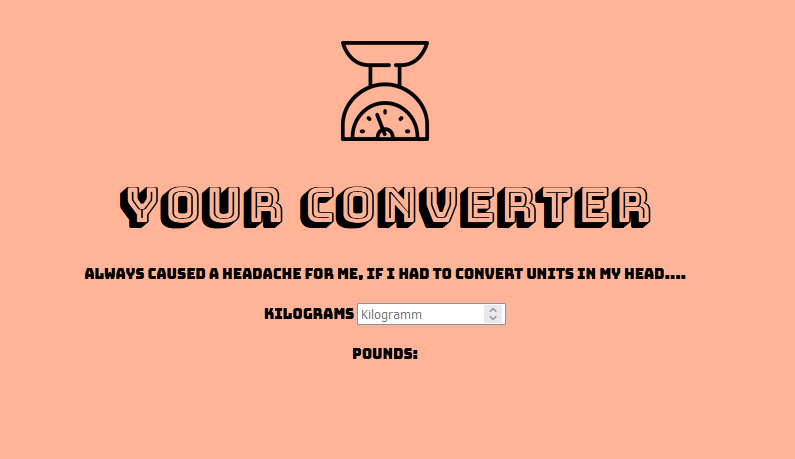 YOUR CONVERTER
ALWAYS CAUSED A HEADACHE FOR ME, IF I HAD TO CONVERT UNITS IN MY HEAD....
KILOGRAMS Kilogramm
POUNDS: